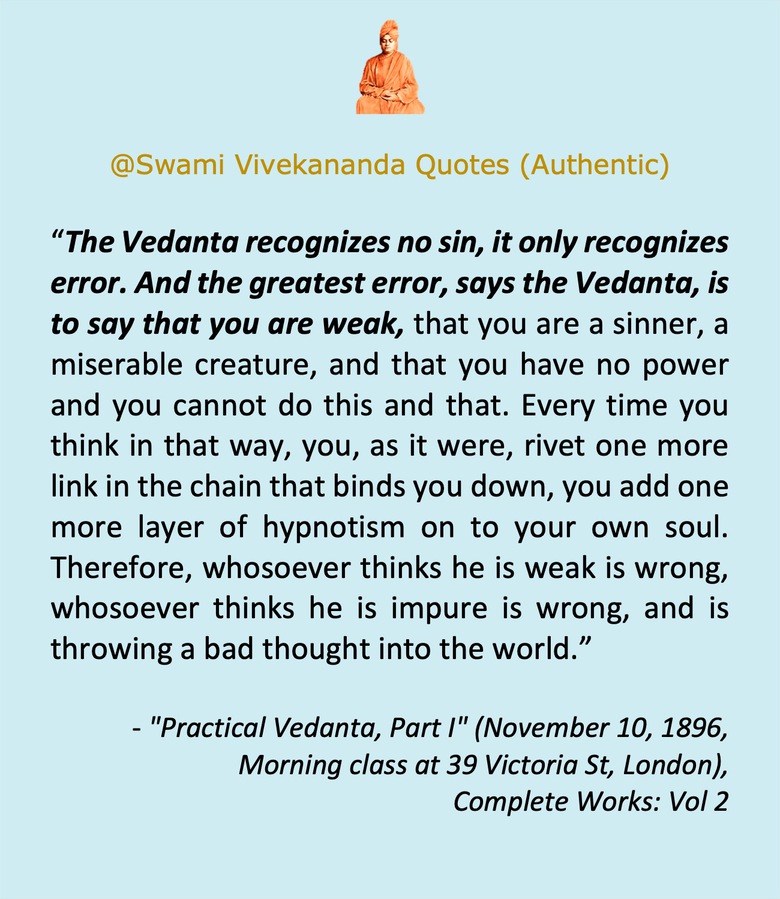 @Swami Vivekananda Quotes (Authentic)
“The Vedanta recognizes no sin, it only recognizes
error. And the greatest error, says the Vedanta, is
to say that you are weak, that you are a sinner, a
miserable creature, and that you have no power
and you cannot do this and that. Every time you
think in that way, you, as it were, rivet one more
link in the chain that binds you down, you add one
more layer of hypnotism on to your own soul.
Therefore, whosoever thinks he is weak is wrong,
whosoever thinks he is impure is wrong, and is
throwing a bad thought into the world.”
- "Practical Vedanta, Part I" (November 10, 1896,
Morning class at 39 Victoria St, London),
Complete Works: Vol 2